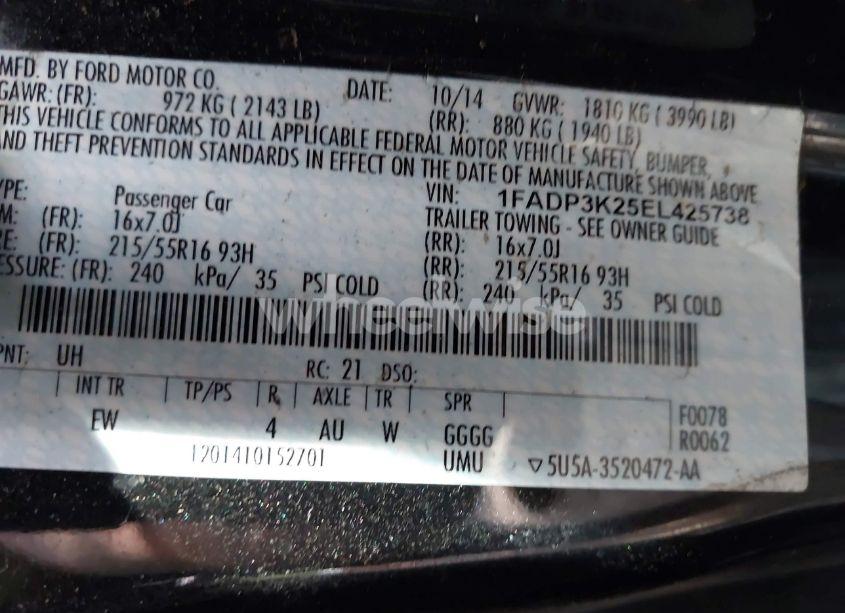 MFD. BY FORD MOTOR CO. DATE: 10/14 GVWR: 1810 KG ( 3990 LB)
GAWR: (FR): 972 KG ( 2143 LB) (RR): 880 KG ( 1940 LB)
THIS VEHICLE CONFORMS TO ALL APPLICABLE FEDERAL MOTOR VEHICLE SAFETY, BUMPER,
AND THEFT PREVENTION STANDARDS IN EFFECT ON THE DATE OF MANUFACTURE SHOWN ABOVE
YPE: Passenger Car VIN: 1FADP3K25EL425738
M: (FR): 16x7.0J TRAILER TOWING - SEE OWNER GUIDE
(RR): 16x7.0J
RE: (FR): 215/55R16 93H (RR): 215/55R16 93H
ESSURE: (FR): 240 kPa/ 35 PSI COLD (RR): 240 kPa/ 35 PSI COLD
wheelwise
PNT: UH RC: 21 DSO:
INT TR TP/PS R AXLE TR SPR
EW 4 AU W GGGG F0078
UMU R0062
1201410152701 ▽5U5A-3520472-AA